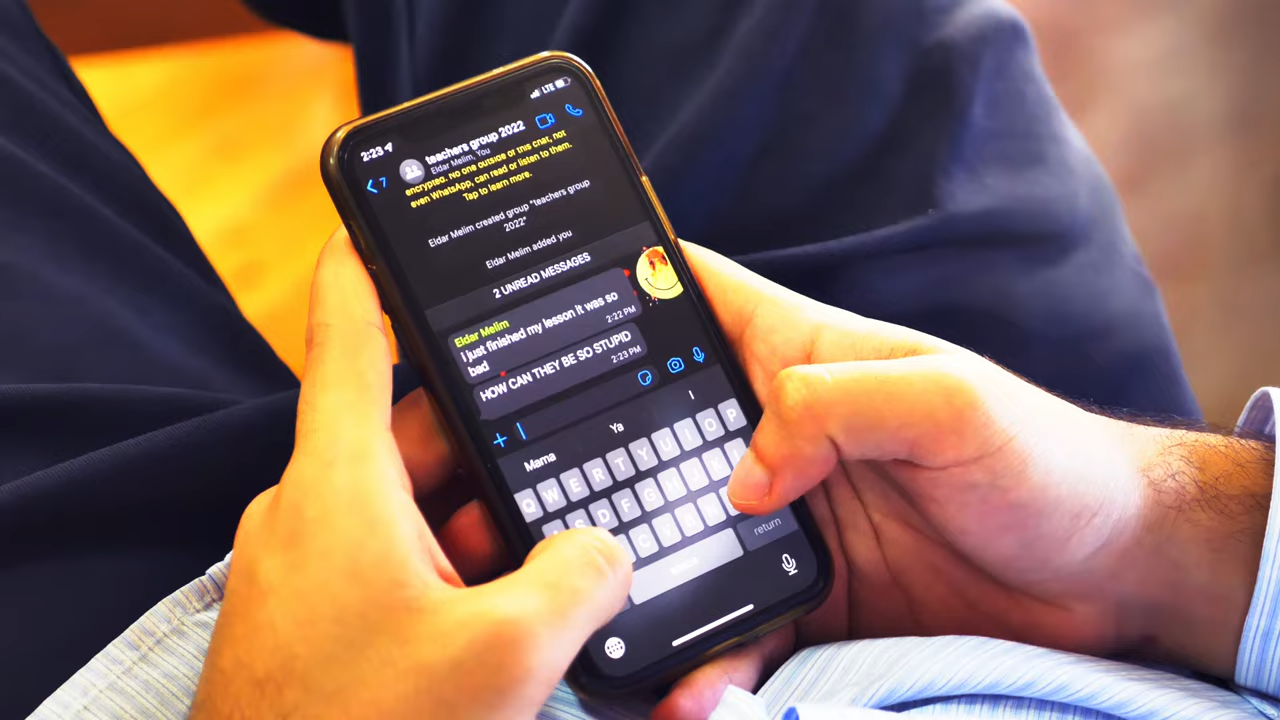 2:23
LTE
7
teachers group 2022
Eldar Melim, You
encrypted. No one outside of this chat, not
even WhatsApp, can read or listen to them.
Tap to learn more.
Eldar Melim created group "teachers group
2022"
Eldar Melim added you
2 UNREAD MESSAGES
Eldar Melim
I just finished my lesson it was so
bad
2:22 PM
HOW CAN THEY BE SO STUPID
2:23 PM
Mama
Ya
I
Q W E R T Y U I O P
S D F G H J K
C
return